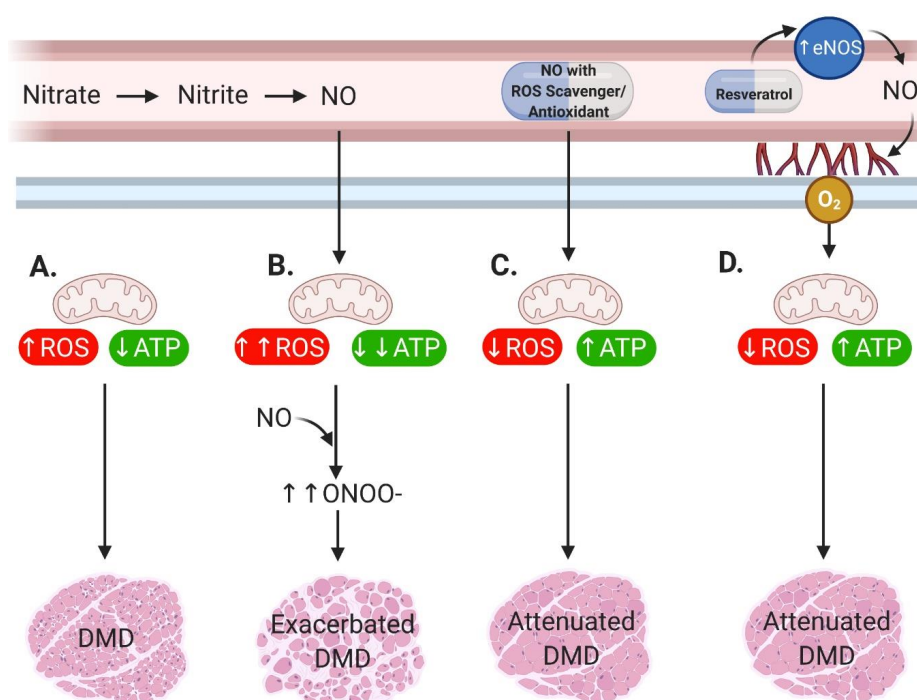 ↑ eNOS
Nitrate → Nitrite → NO
NO with
ROS Scavenger/
Antioxidant
Resveratrol
NO
O₂
A.
B.
C.
D.
↑ROS ↓ATP
↑↑ROS ↓↓ATP
↓ROS ↑ATP
↓ROS ↑ATP
NO
↑↑ONOO-
DMD
Exacerbated
DMD
Attenuated
DMD
Attenuated
DMD